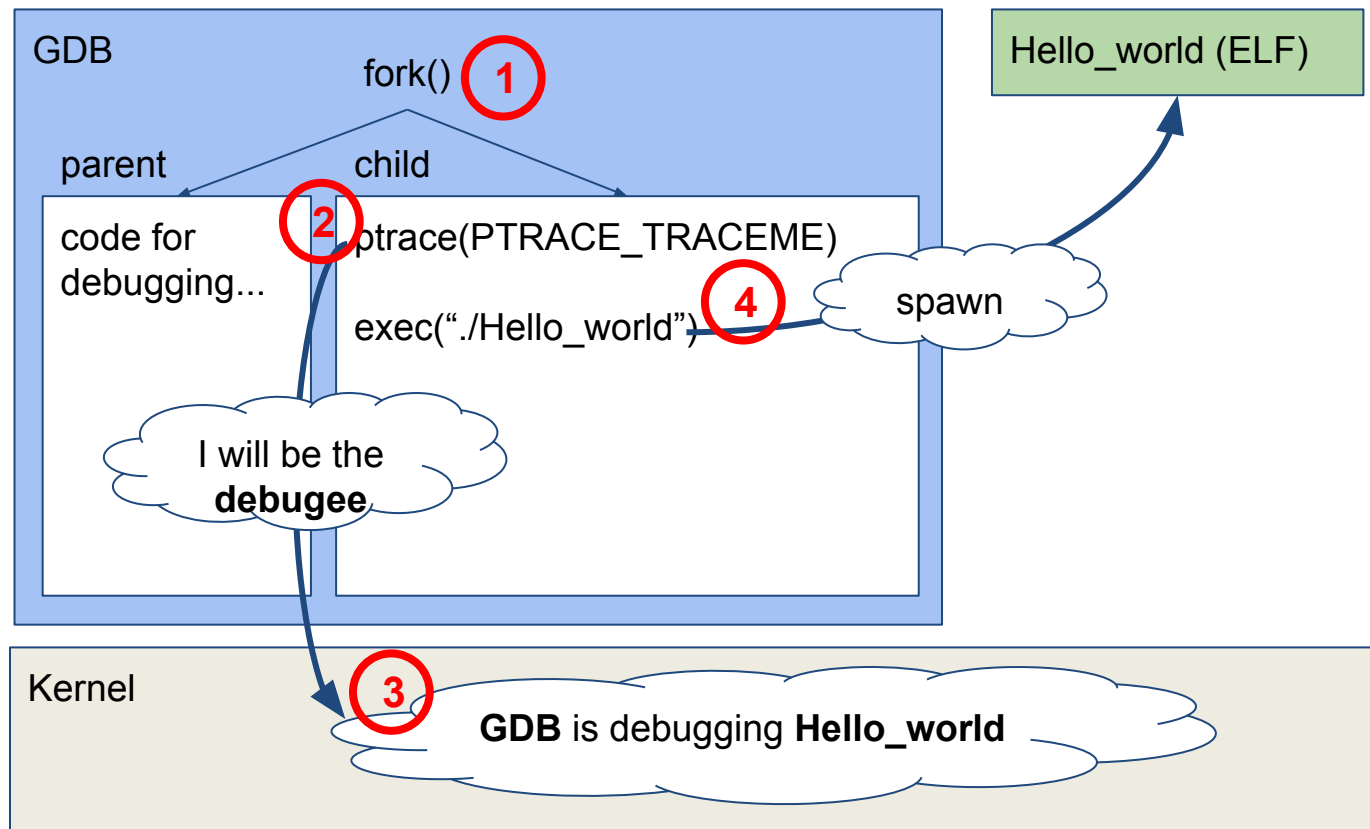 GDB
fork()
1
Hello_world (ELF)
parent
child
2
code for
debugging...
ptrace(PTRACE_TRACEME)
4
exec(“./Hello_world”)
spawn
I will be the
debugee
Kernel
3
GDB is debugging Hello_world